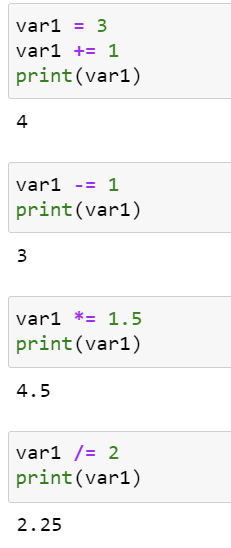 var1 = 3
var1 += 1
print(var1)
4
var1 -= 1
print(var1)
3
var1 *= 1.5
print(var1)
4.5
var1 /= 2
print(var1)
2.25